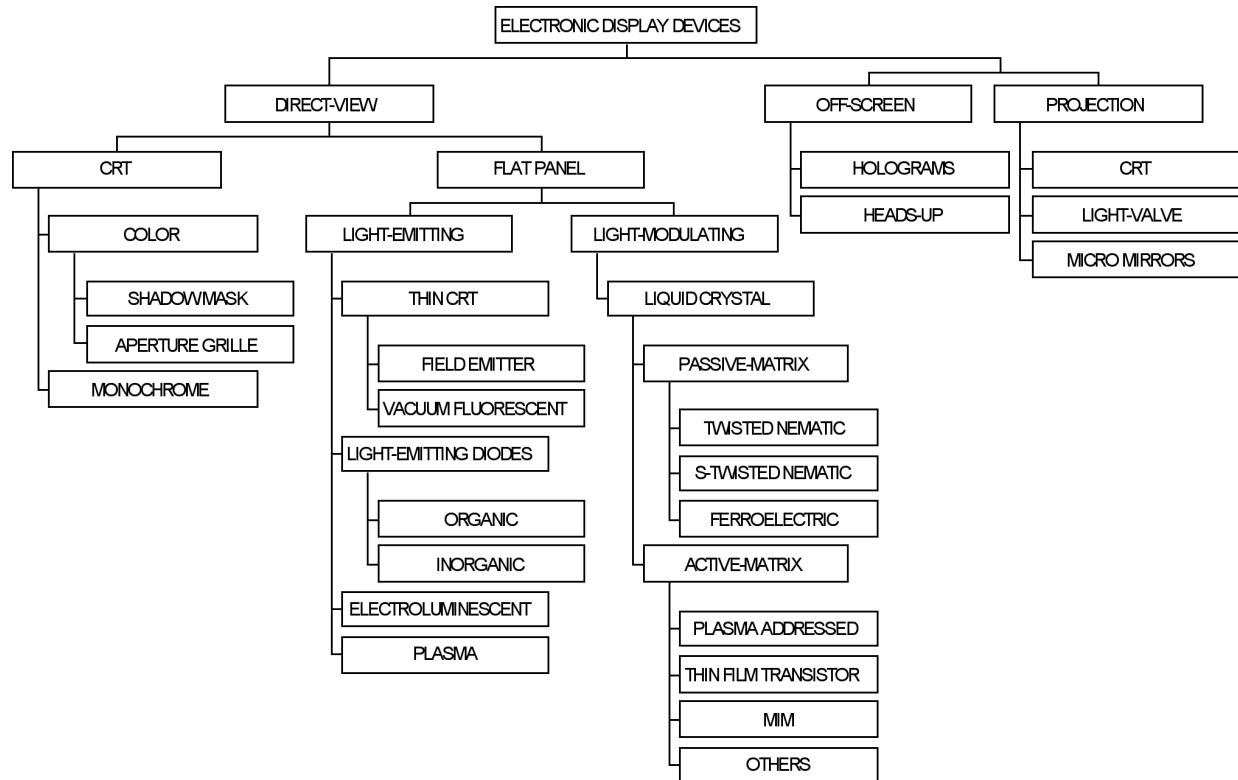 ELECTRONIC DISPLAY DEVICES
DIRECT-VIEW
OFF-SCREEN
PROJECTION
CRT
FLAT PANEL
HOLOGRAMS
CRT
HEADS-UP
LIGHT-VALVE
MICRO MIRRORS
COLOR
LIGHT-EMITTING
LIGHT-MODULATING
SHADOW MASK
APERTURE GRILLE
MONOCHROME
THIN CRT
FIELD EMITTER
VACUUM FLUORESCENT
LIGHT-EMITTING DIODES
ORGANIC
INORGANIC
ELECTROLUMINESCENT
PLASMA
LIQUID CRYSTAL
PASSIVE-MATRIX
TWISTED NEMATIC
S-TWISTED NEMATIC
FERROELECTRIC
ACTIVE-MATRIX
PLASMA ADDRESSED
THIN FILM TRANSISTOR
MIM
OTHERS